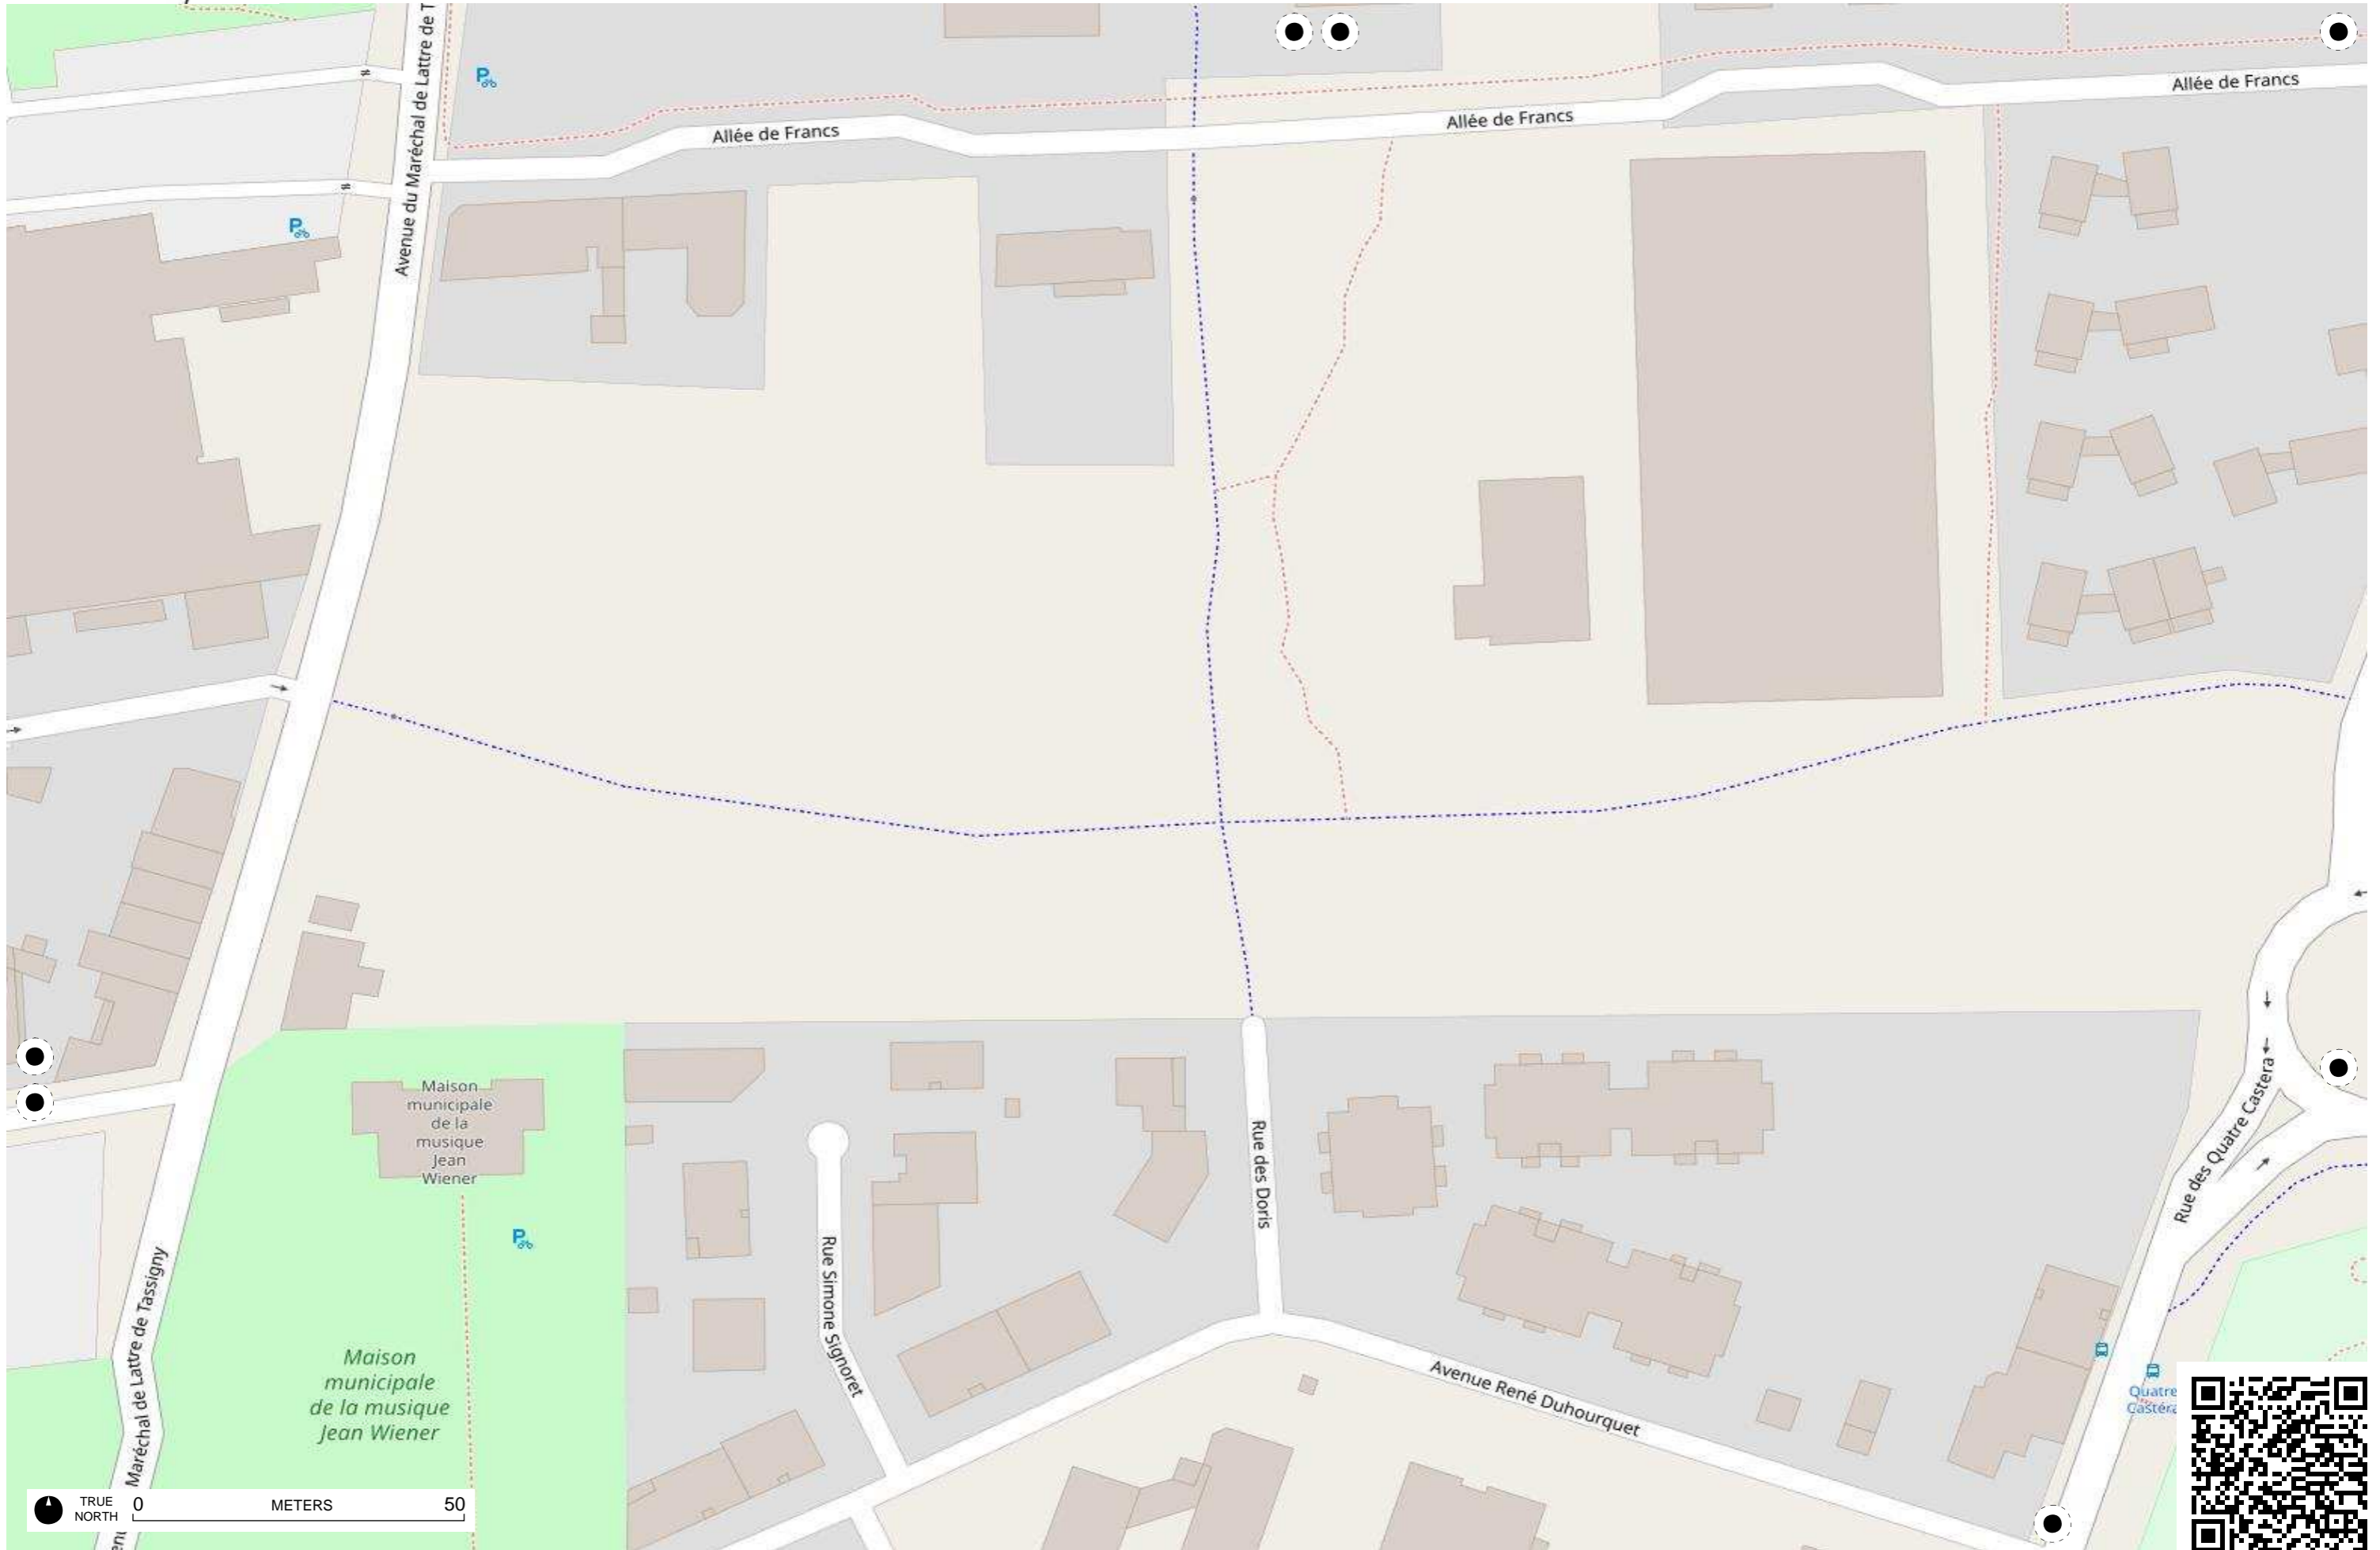 Allée de Francs
Allée de Francs
Allée de Francs
Avenue du Maréchal de Lattre de T
Maison
municipale
de la
musique
Jean
Wiener
Rue des Doris
Rue Simone Signoret
Rue des Quatre Castera
Maréchal de Lattre de Tassigny
Maison
municipale
de la musique
Jean Wiener
Avenue René Duhourquet
Quatre
Castéra
TRUE
NORTH
0 METERS 50